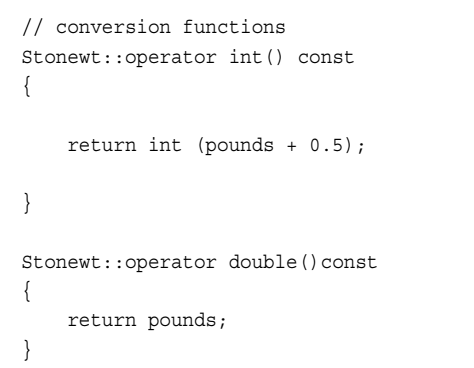 // conversion functions
Stonewt::operator int() const
{
return int (pounds + 0.5);
}
Stonewt::operator double()const
{
return pounds;
}